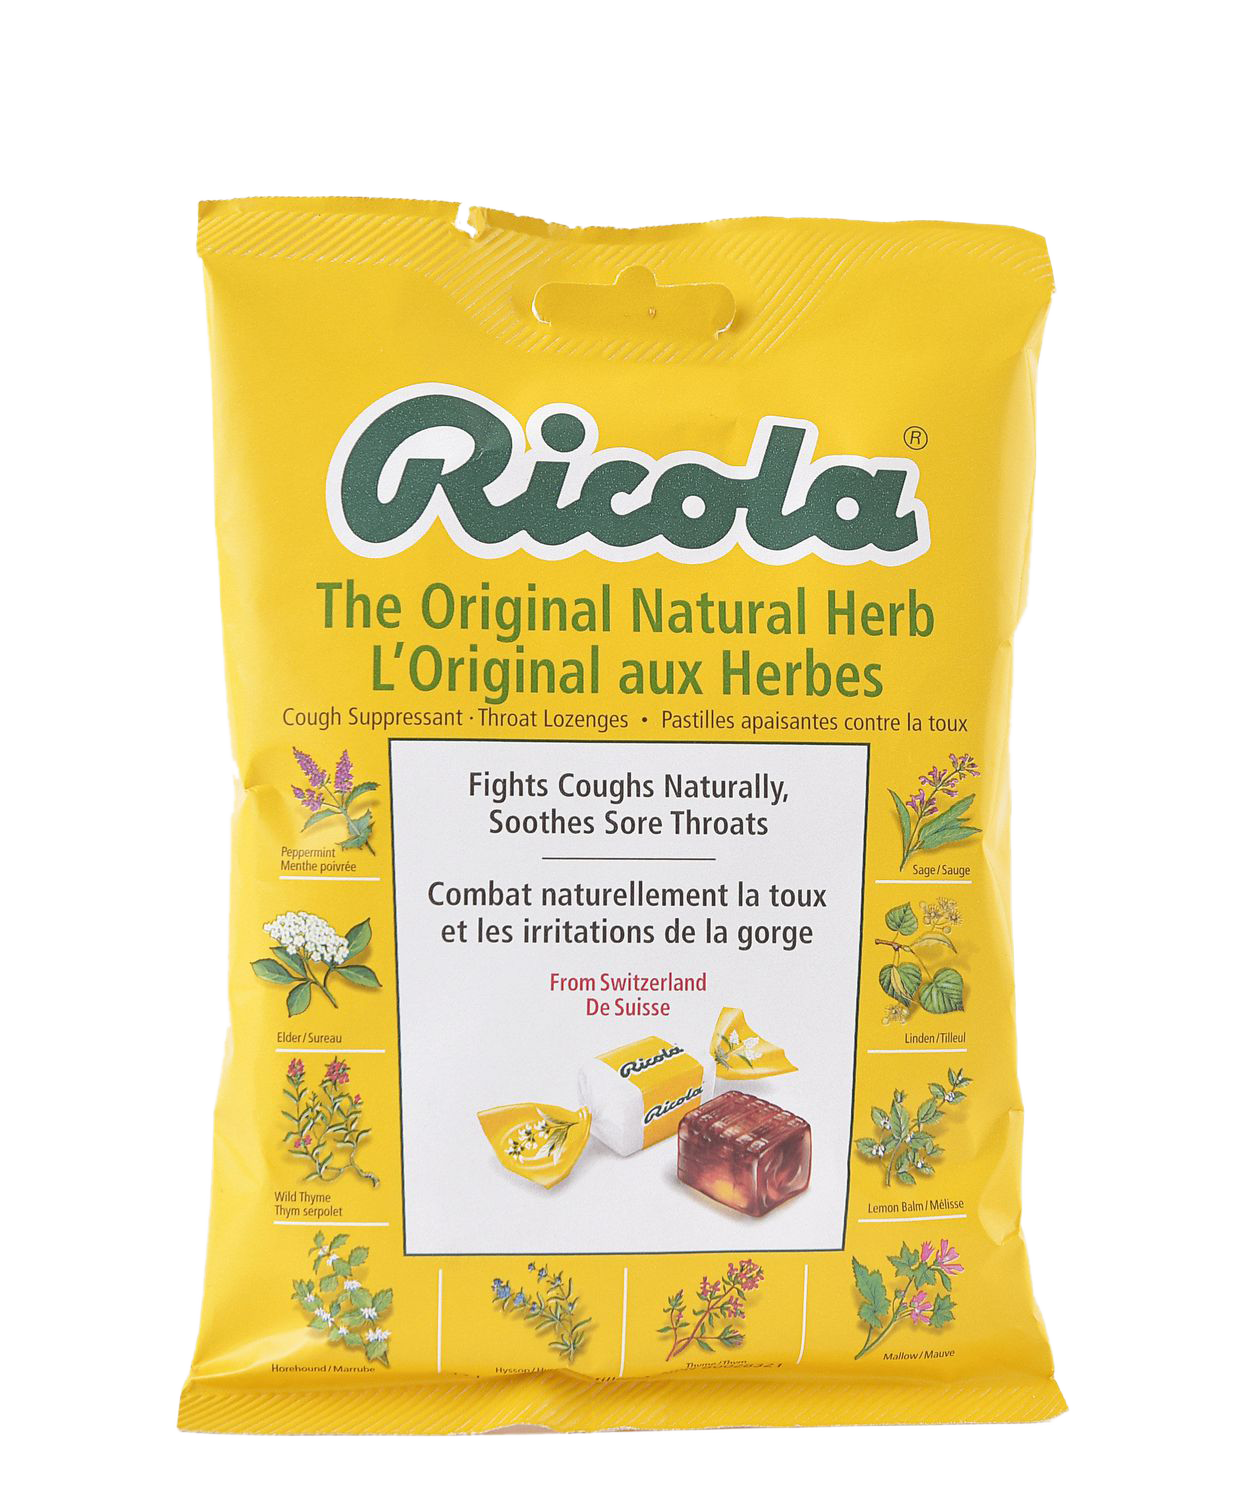 Ricola®
The Original Natural Herb
L'Original aux Herbes
Cough Suppressant · Throat Lozenges • Pastilles apaisantes contre la toux
Fights Coughs Naturally,
Soothes Sore Throats
Combat naturellement la toux
et les irritations de la gorge
From Switzerland
De Suisse
Ricola
Ricola
Peppermint
Menthe poivrée
Elder/Sureau
Wild Thyme
Thym serpolet
Horehound/Marrube
Hyssop
Thyme/Thym
Sage/Sauge
Linden/Tilleul
Lemon Balm/Mélisse
Mallow/Mauve